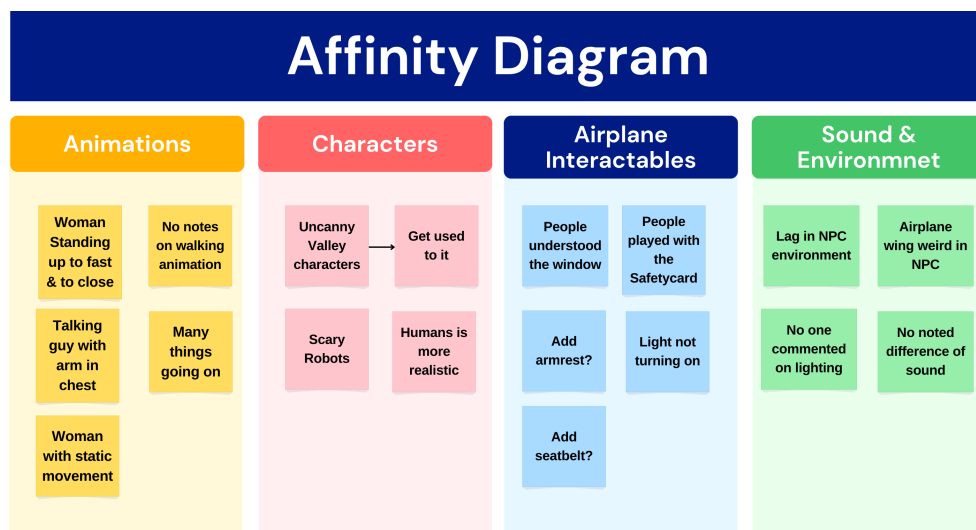 Affinity Diagram
Animations
Woman
Standing
up to fast
& to close
No notes
on walking
animation
Talking
guy with
arm in
chest
Many
things
going on
Woman
with static
movement
Characters
Uncanny
Valley
characters
Get used
to it
Scary
Robots
Humans is
more
realistic
Airplane
Interactables
People
understood
the window
People
played with
the
Safetycard
Add
armrest?
Light not
turning on
Add
seatbelt?
Sound &
Environmnet
Lag in NPC
environment
Airplane
wing weird in
NPC
No one
commented
on lighting
No noted
difference of
sound